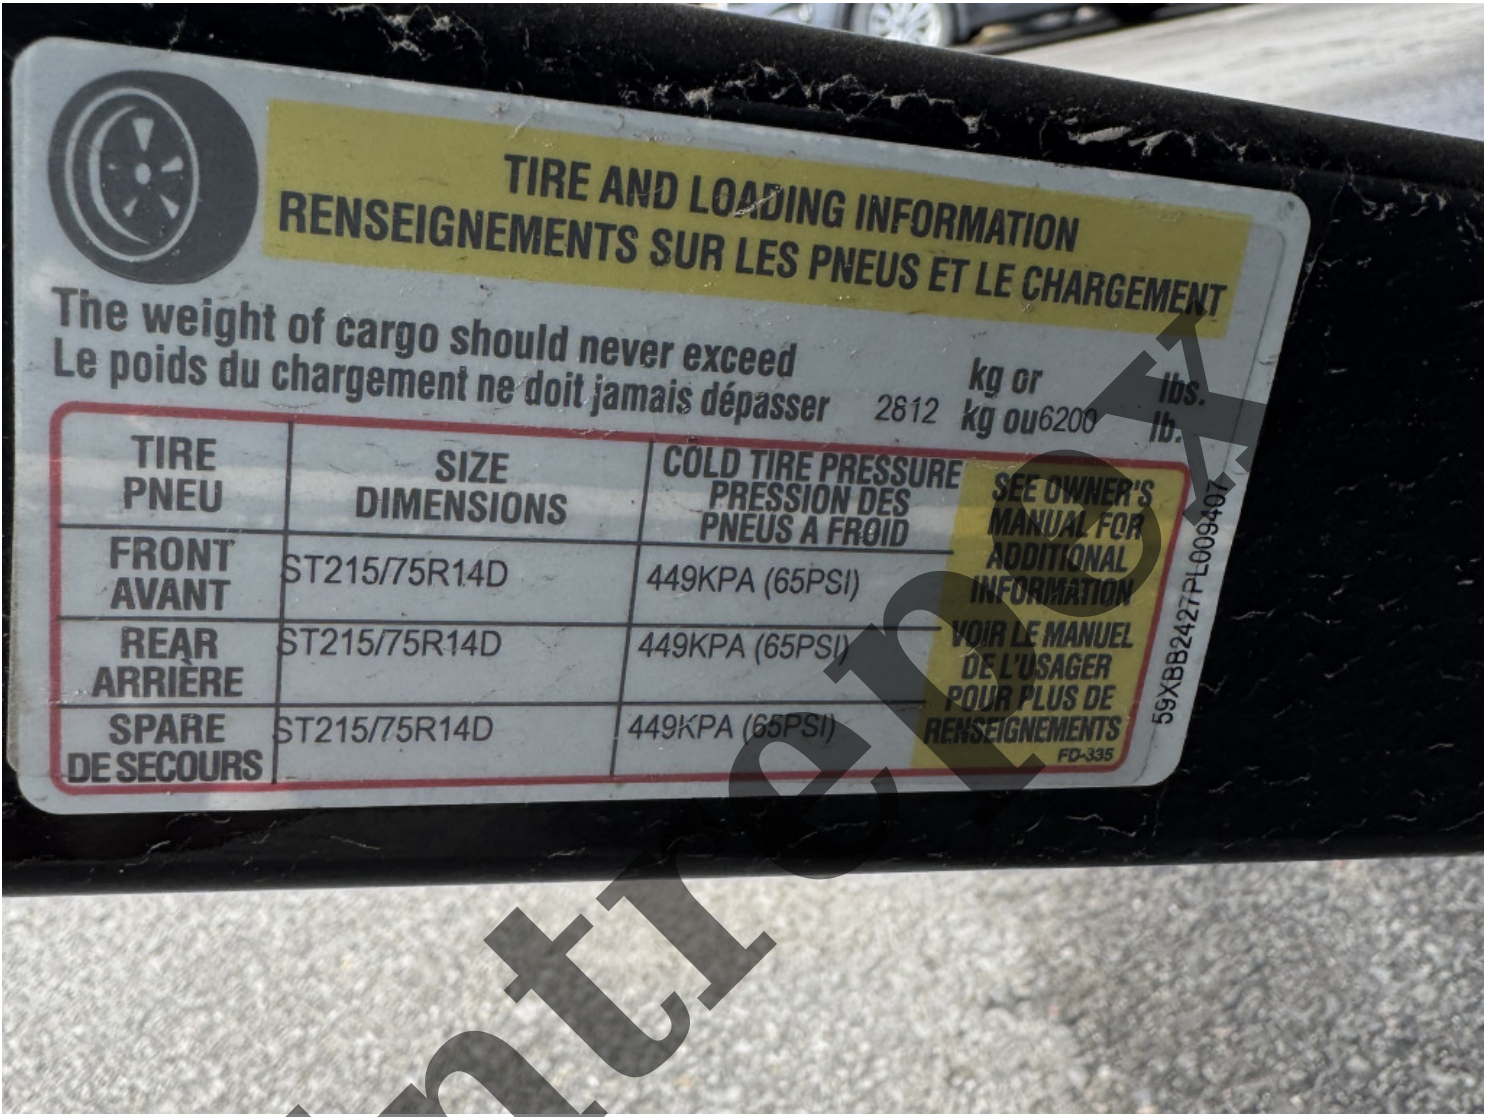 TIRE AND LOADING INFORMATION
RENSEIGNEMENTS SUR LES PNEUS ET LE CHARGEMENT
The weight of cargo should never exceed kg or lbs.
Le poids du chargement ne doit jamais dépasser 2812 kg ou 6200 lb.
TIRE
PNEU
SIZE
DIMENSIONS
COLD TIRE PRESSURE
PRESSION DES
PNEUS A FROID
FRONT
AVANT
ST215/75R14D
449KPA (65PSI)
REAR
ARRIÈRE
ST215/75R14D
449KPA (65PSI)
SPARE
DE SECOURS
ST215/75R14D
449KPA (65PSI)
SEE OWNER'S
MANUAL FOR
ADDITIONAL
INFORMATION
VOIR LE MANUEL
DE L'USAGER
POUR PLUS DE
RENSEIGNEMENTS
FD-335
59XBB2427PL009407